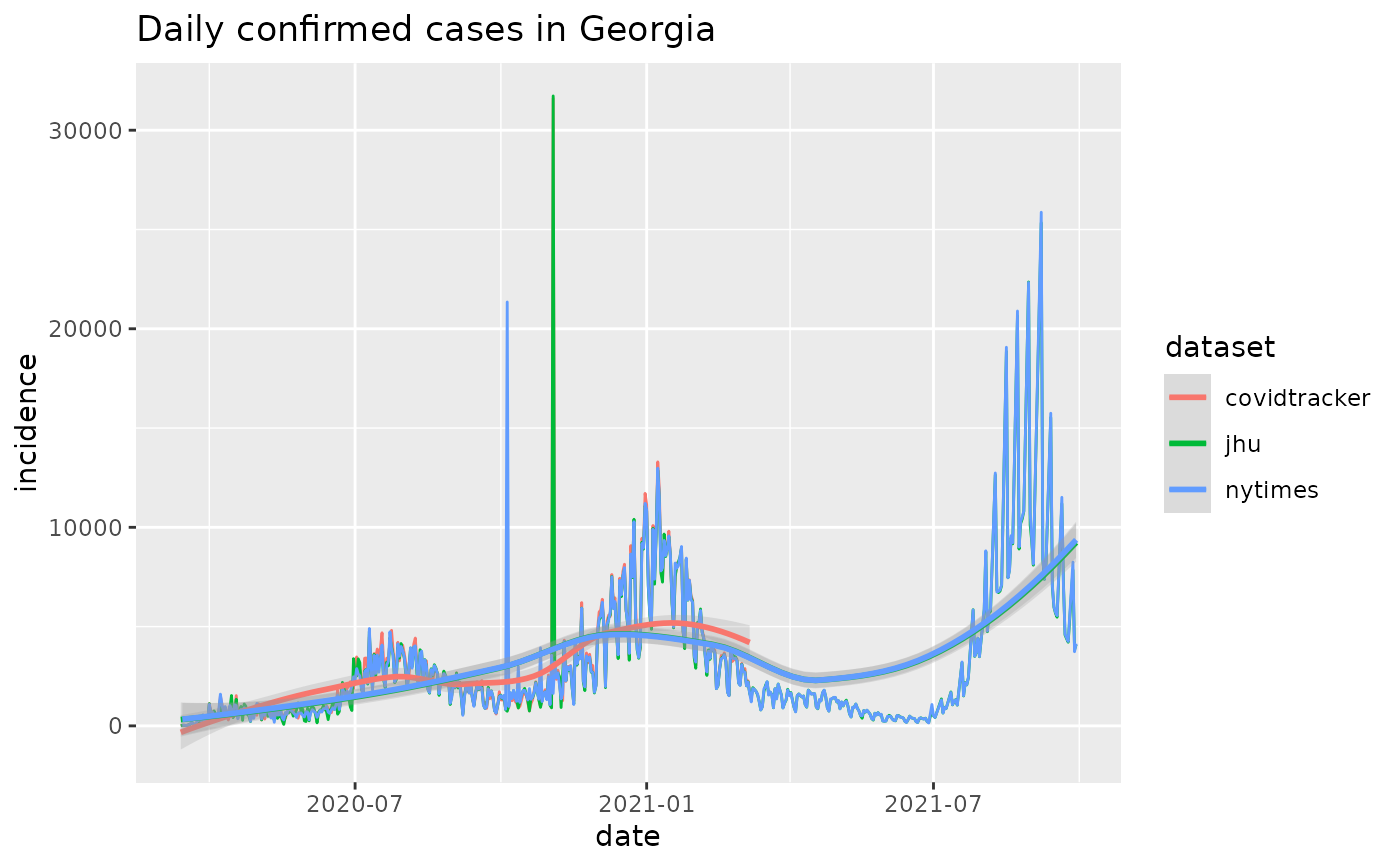 Daily confirmed cases in Georgia
incidence
30000
20000
10000
0
2020-07
2021-01
2021-07
date
dataset
covidtracker
jhu
nytimes